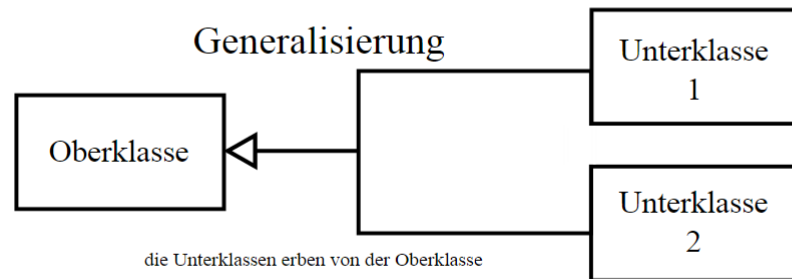 Generalisierung
Oberklasse
Unterklasse
1
Unterklasse
2
die Unterklassen erben von der Oberklasse